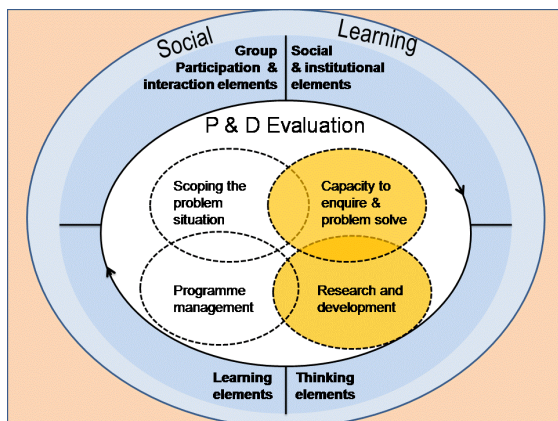 Social
Learning
Group
Participation &
interaction elements
Social
& institutional
elements
P & D Evaluation
Scoping the
problem
situation
Capacity to
enquire &
problem solve
Programme
management
Research and
development
Learning
elements
Thinking
elements